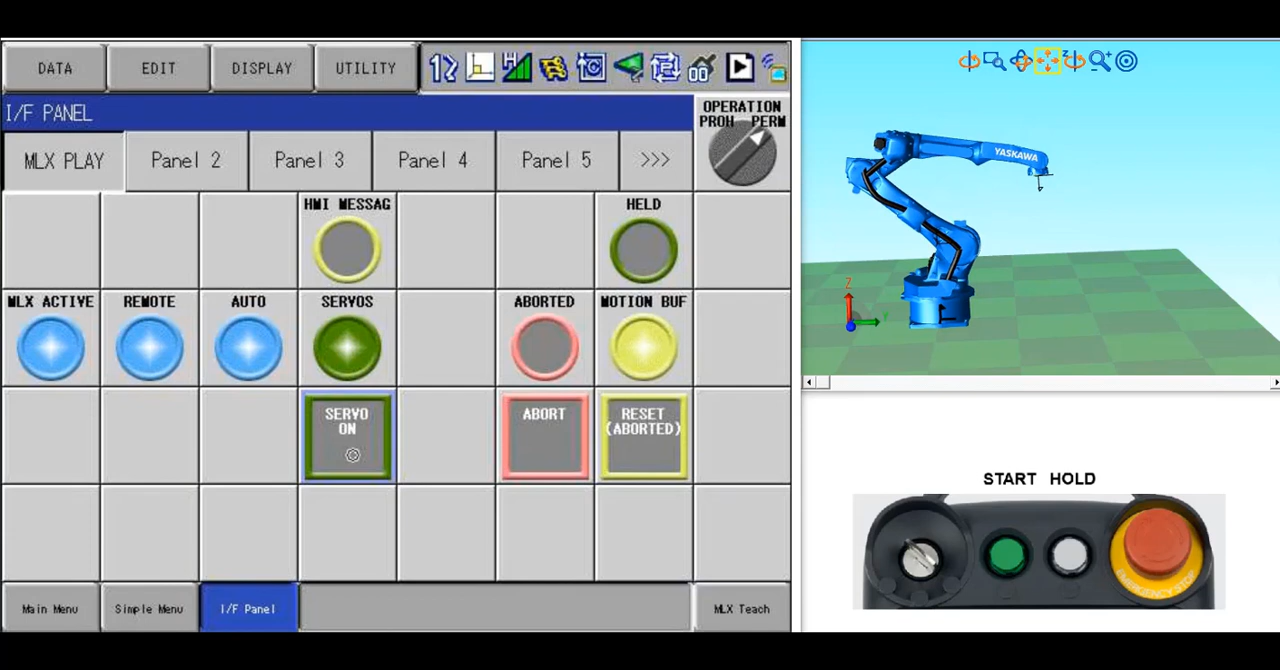 DATA
EDIT
DISPLAY
UTILITY
I/F PANEL
OPERATION
PROH PERM
MLX PLAY
Panel 2
Panel 3
Panel 4
Panel 5
>>>
HMI MESSAG
HELD
MLX ACTIVE
REMOTE
AUTO
SERVOS
ABORTED
MOTION BUF
SERVO
ON
ABORT
RESET
(ABORTED)
Main Menu
Simple Menu
I/F Panel
MLX Teach
YASKAWA
Z
Y
START HOLD
EMERGENCY STOP